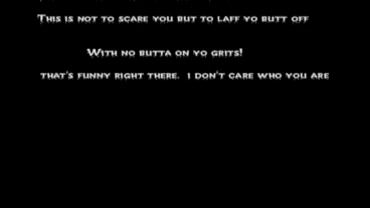 This is not to scare you but to laff yo butt off
With no butta on yo grits!
that's funny right there. i don't care who you are